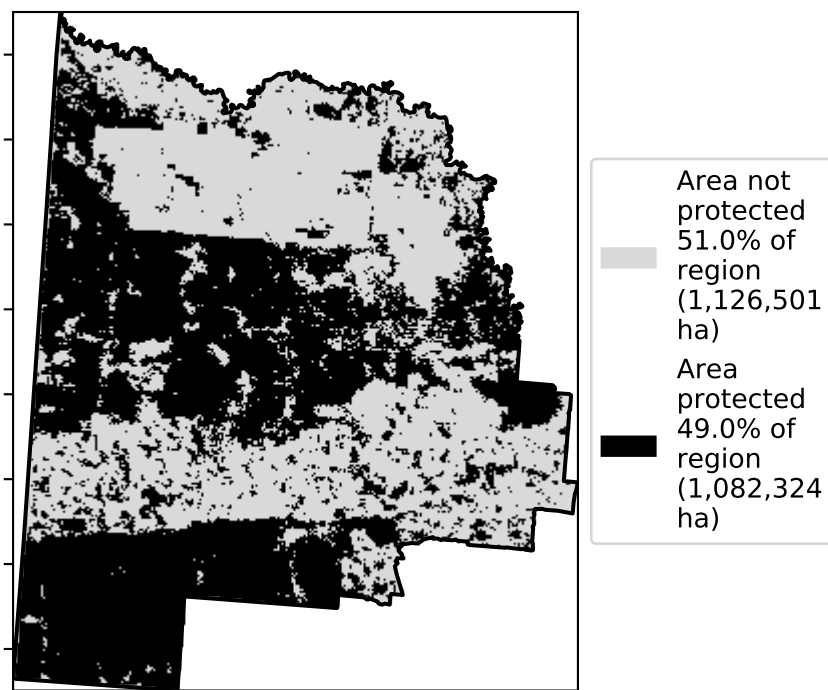 Area not
protected
51.0% of
region
(1,126,501
ha)
Area
protected
49.0% of
region
(1,082,324
ha)